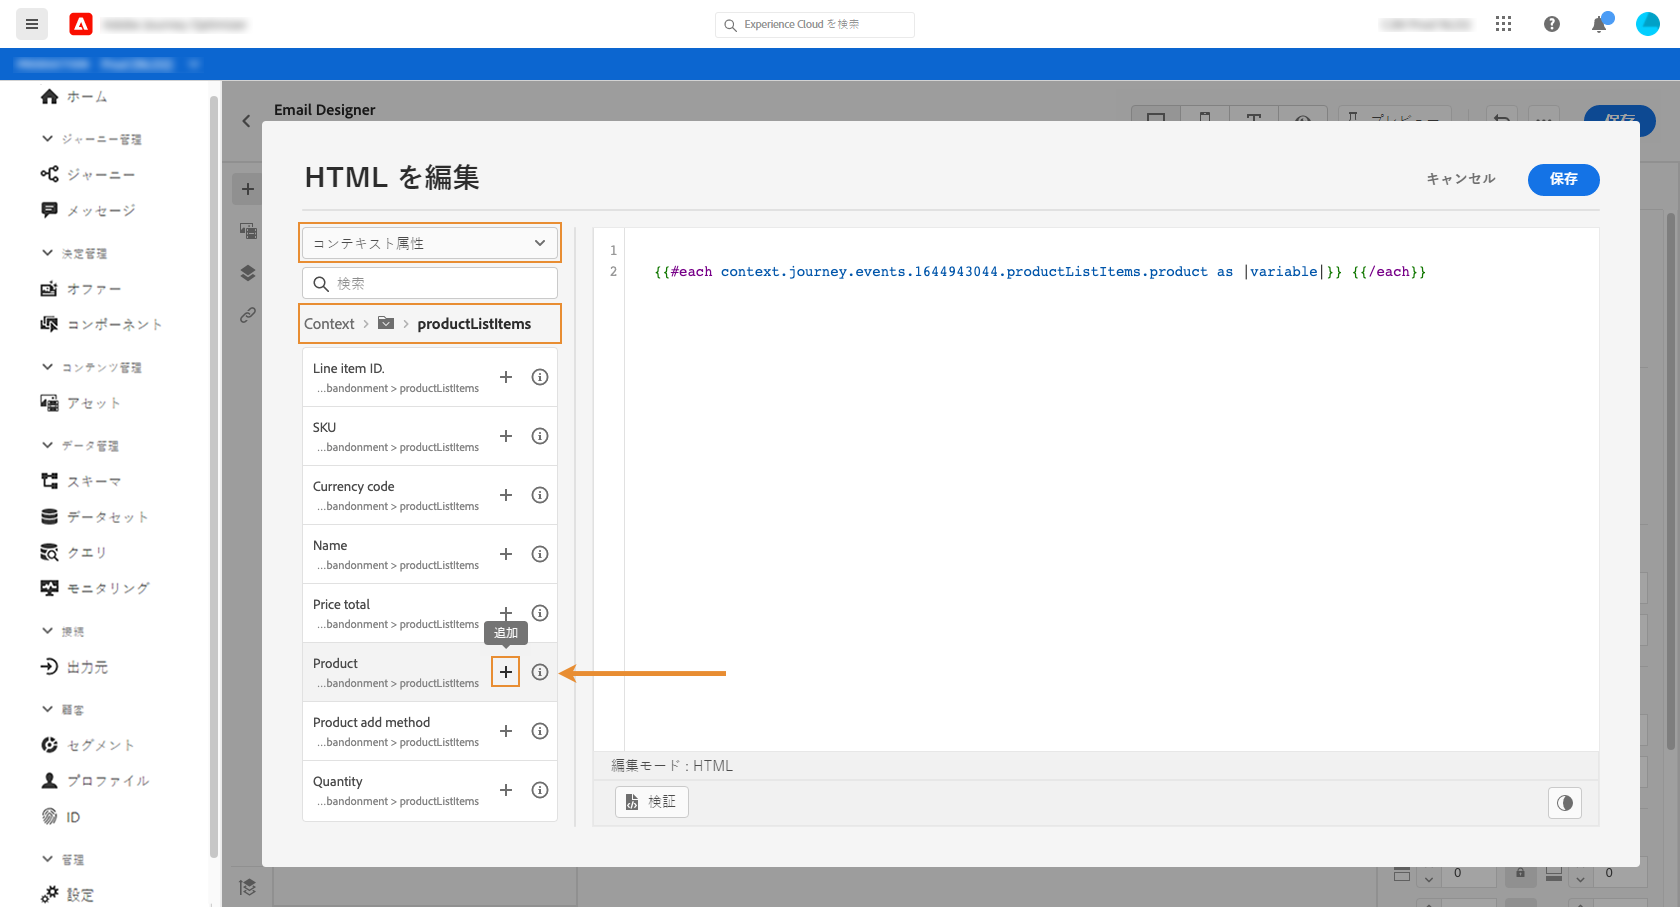 Experience Cloud を検索
ホーム
ジャーニー管理
ジャーニー
メッセージ
決定管理
オファー
コンポーネント
コンテンツ管理
アセット
データ管理
スキーマ
データセット
クエリ
モニタリング
接続
出力元
顧客
セグメント
プロファイル
ID
管理
設定
Email Designer
保存
HTML を編集
キャンセル
保存
コンテキスト属性
検索
Context > productListItems
Line item ID.
...bandonment > productListItems
SKU
...bandonment > productListItems
Currency code
...bandonment > productListItems
Name
...bandonment > productListItems
Price total
...bandonment > productListItems
追加
Product
...bandonment > productListItems
Product add method
...bandonment > productListItems
Quantity
...bandonment > productListItems
1
2 {{#each context.journey.events.1644943044.productListItems.product as |variable|}} {{/each}}
編集モード : HTML
検証
0
0